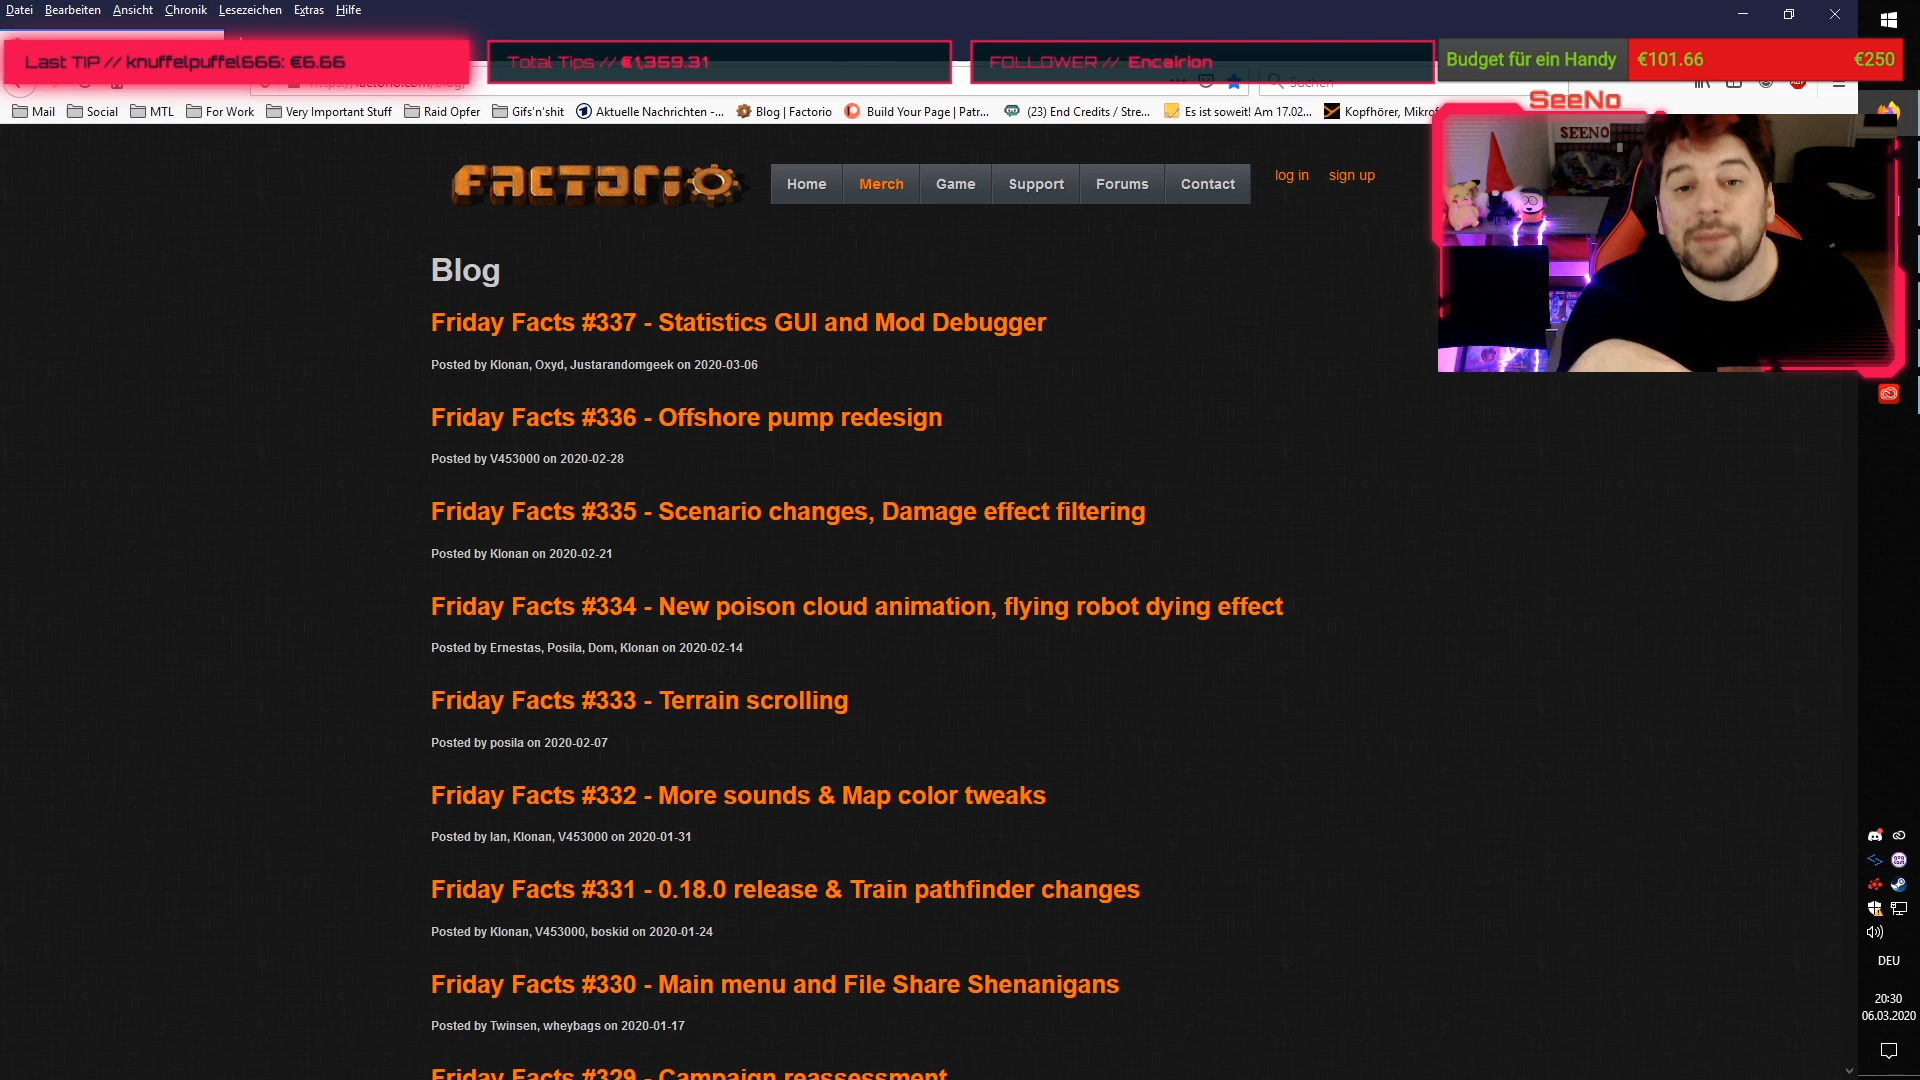 Datei Bearbeiten Ansicht Chronik Lesezeichen Extras Hilfe
Last TIP // knuffelpuffel666: €6.66
Total Tips // €1,359.31
FOLLOWER // Encairion
Budget für ein Handy €101.66 €250
Suchen
Mail Social MTL For Work Very Important Stuff Raid Opfer Gifs'n'shit Aktuelle Nachrichten -... Blog | Factorio Build Your Page | Patr... (23) End Credits / Stre... Es ist soweit! Am 17.02... Kopfhörer, Mikrof
SeeNo
SEENO
FACTORIO
Home Merch Game Support Forums Contact
log in sign up
Blog
Friday Facts #337 - Statistics GUI and Mod Debugger
Posted by Klonan, Oxyd, Justarandomgeek on 2020-03-06
Friday Facts #336 - Offshore pump redesign
Posted by V453000 on 2020-02-28
Friday Facts #335 - Scenario changes, Damage effect filtering
Posted by Klonan on 2020-02-21
Friday Facts #334 - New poison cloud animation, flying robot dying effect
Posted by Ernestas, Posila, Dom, Klonan on 2020-02-14
Friday Facts #333 - Terrain scrolling
Posted by posila on 2020-02-07
Friday Facts #332 - More sounds & Map color tweaks
Posted by Ian, Klonan, V453000 on 2020-01-31
Friday Facts #331 - 0.18.0 release & Train pathfinder changes
Posted by Klonan, V453000, boskid on 2020-01-24
Friday Facts #330 - Main menu and File Share Shenanigans
Posted by Twinsen, wheybags on 2020-01-17
Friday Facts #329 - Campaign reassessment
DEU
20:30
06.03.2020